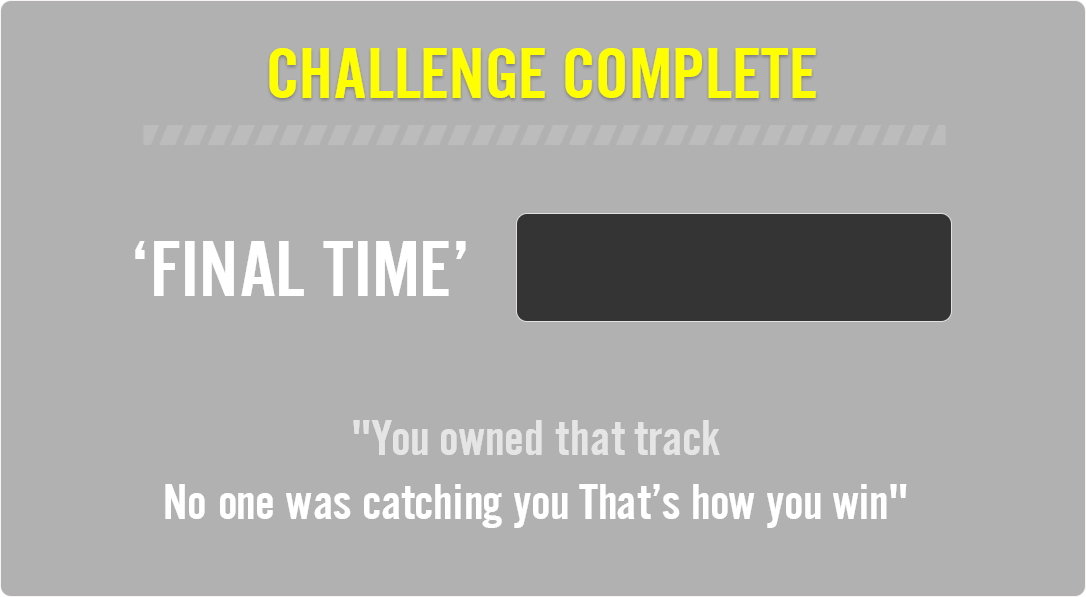 CHALLENGE COMPLETE
‘FINAL TIME’
"You owned that track
No one was catching you That’s how you win"